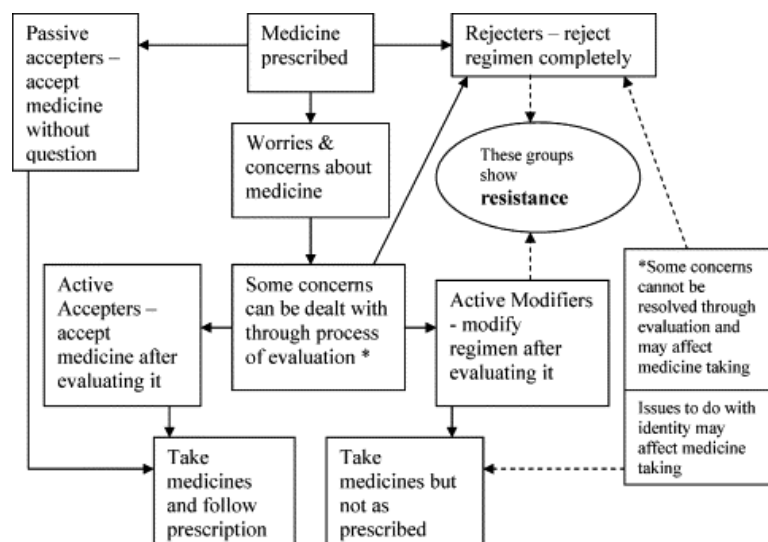 Passive
accepters –
accept
medicine
without
question
Medicine
prescribed
Rejecters – reject
regimen completely
Worries &
concerns about
medicine
These groups
show
resistance
Active
Accepters –
accept
medicine after
evaluating it
Some concerns
can be dealt with
through process
of evaluation *
Active Modifiers
- modify
regimen after
evaluating it
*Some concerns
cannot be
resolved through
evaluation and
may affect
medicine taking
Issues to do with
identity may
affect medicine
taking
Take
medicines
and follow
prescription
Take
medicines but
not as
prescribed